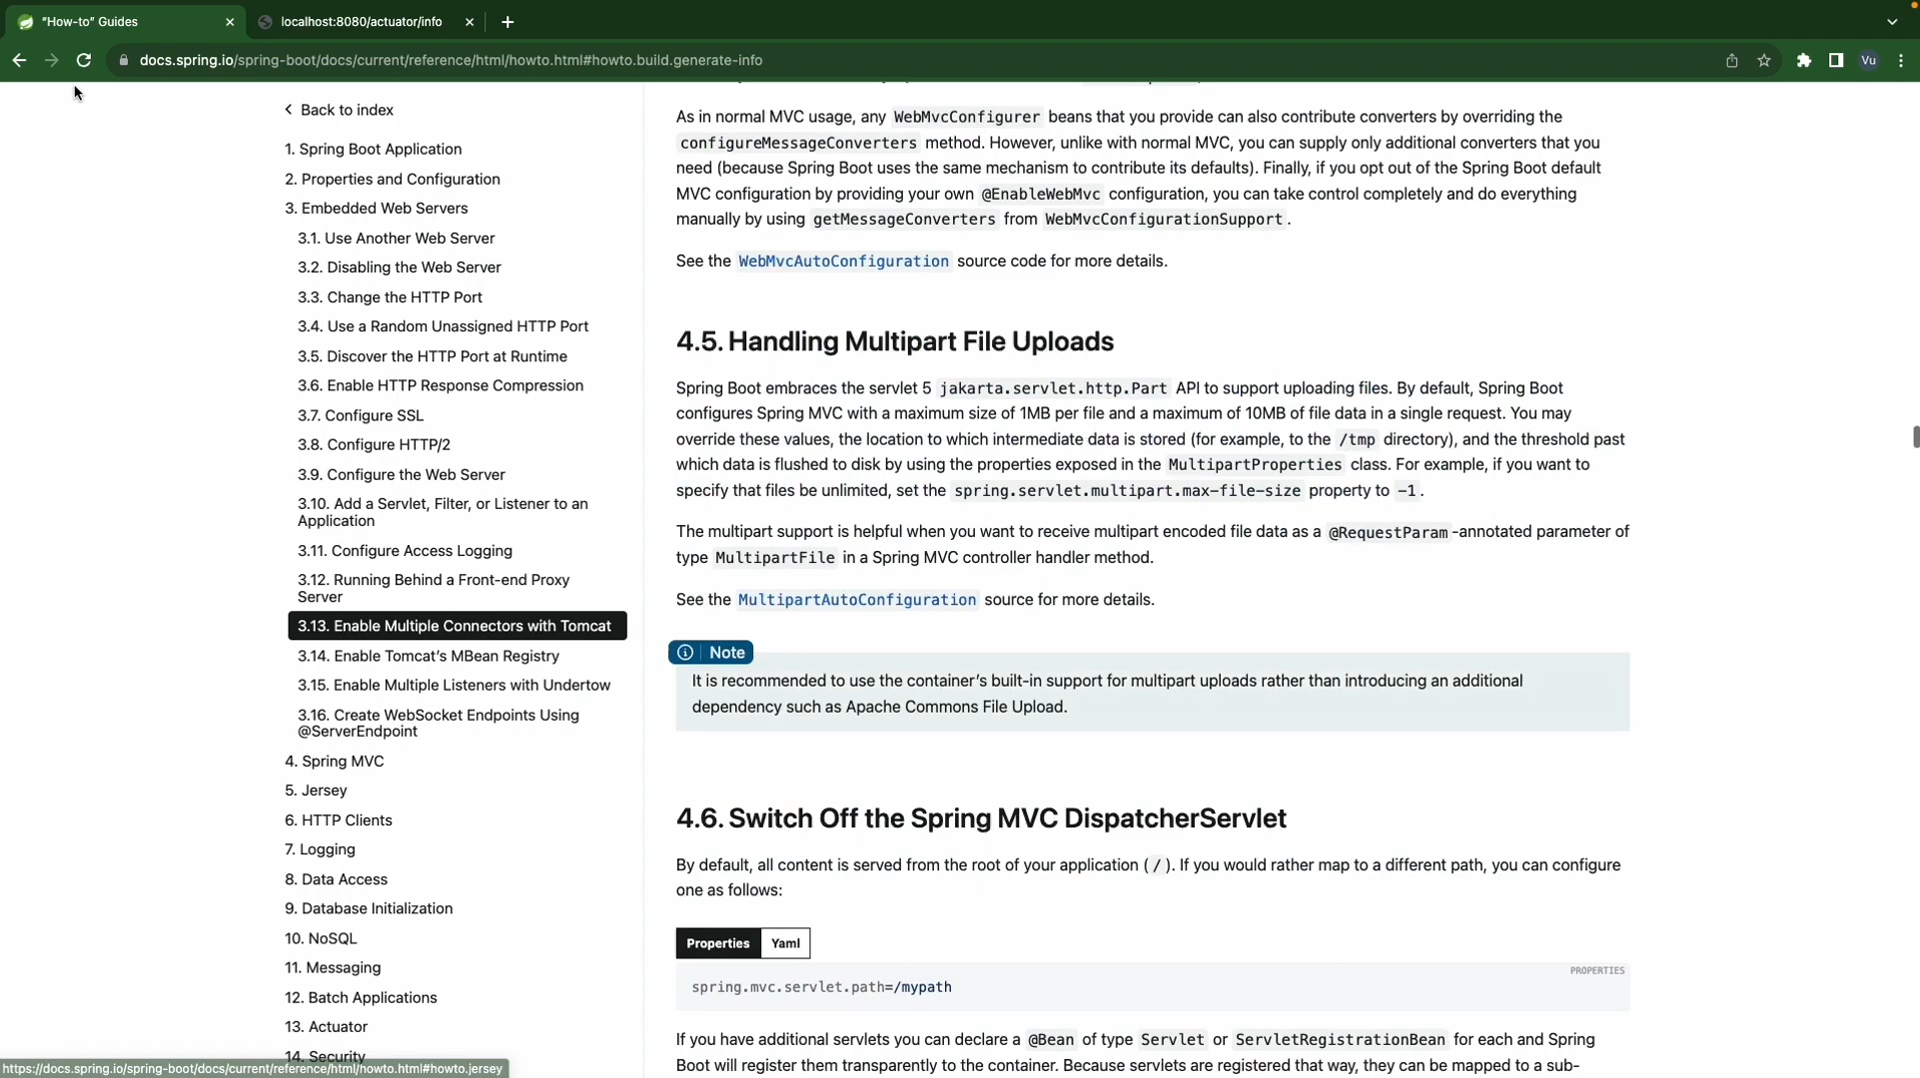 "How-to" Guides
localhost:8080/actuator/info
docs.spring.io/spring-boot/docs/current/reference/html/howto.html#howto.build.generate-info
Vu
Back to index
1. Spring Boot Application
2. Properties and Configuration
3. Embedded Web Servers
3.1. Use Another Web Server
3.2. Disabling the Web Server
3.3. Change the HTTP Port
3.4. Use a Random Unassigned HTTP Port
3.5. Discover the HTTP Port at Runtime
3.6. Enable HTTP Response Compression
3.7. Configure SSL
3.8. Configure HTTP/2
3.9. Configure the Web Server
3.10. Add a Servlet, Filter, or Listener to an
Application
3.11. Configure Access Logging
3.12. Running Behind a Front-end Proxy
Server
3.13. Enable Multiple Connectors with Tomcat
3.14. Enable Tomcat's MBean Registry
3.15. Enable Multiple Listeners with Undertow
3.16. Create WebSocket Endpoints Using
@ServerEndpoint
4. Spring MVC
5. Jersey
6. HTTP Clients
7. Logging
8. Data Access
9. Database Initialization
10. NoSQL
11. Messaging
12. Batch Applications
13. Actuator
14. Security
https://docs.spring.io/spring-boot/docs/current/reference/html/howto.html#howto.jersey
As in normal MVC usage, any WebMvcConfigurer beans that you provide can also contribute converters by overriding the
configureMessageConverters method. However, unlike with normal MVC, you can supply only additional converters that you
need (because Spring Boot uses the same mechanism to contribute its defaults). Finally, if you opt out of the Spring Boot default
MVC configuration by providing your own @EnableWebMvc configuration, you can take control completely and do everything
manually by using getMessageConverters from WebMvcConfigurationSupport.
See the WebMvcAutoConfiguration source code for more details.
4.5. Handling Multipart File Uploads
Spring Boot embraces the servlet 5 jakarta.servlet.http.Part API to support uploading files. By default, Spring Boot
configures Spring MVC with a maximum size of 1MB per file and a maximum of 10MB of file data in a single request. You may
override these values, the location to which intermediate data is stored (for example, to the /tmp directory), and the threshold past
which data is flushed to disk by using the properties exposed in the MultipartProperties class. For example, if you want to
specify that files be unlimited, set the spring.servlet.multipart.max-file-size property to -1.
The multipart support is helpful when you want to receive multipart encoded file data as a @RequestParam-annotated parameter of
type MultipartFile in a Spring MVC controller handler method.
See the MultipartAutoConfiguration source for more details.
Note
It is recommended to use the container's built-in support for multipart uploads rather than introducing an additional
dependency such as Apache Commons File Upload.
4.6. Switch Off the Spring MVC DispatcherServlet
By default, all content is served from the root of your application (/). If you would rather map to a different path, you can configure
one as follows:
Properties Yaml
PROPERTIES
spring.mvc.servlet.path=/mypath
If you have additional servlets you can declare a @Bean of type Servlet or ServletRegistrationBean for each and Spring
Boot will register them transparently to the container. Because servlets are registered that way, they can be mapped to a sub-